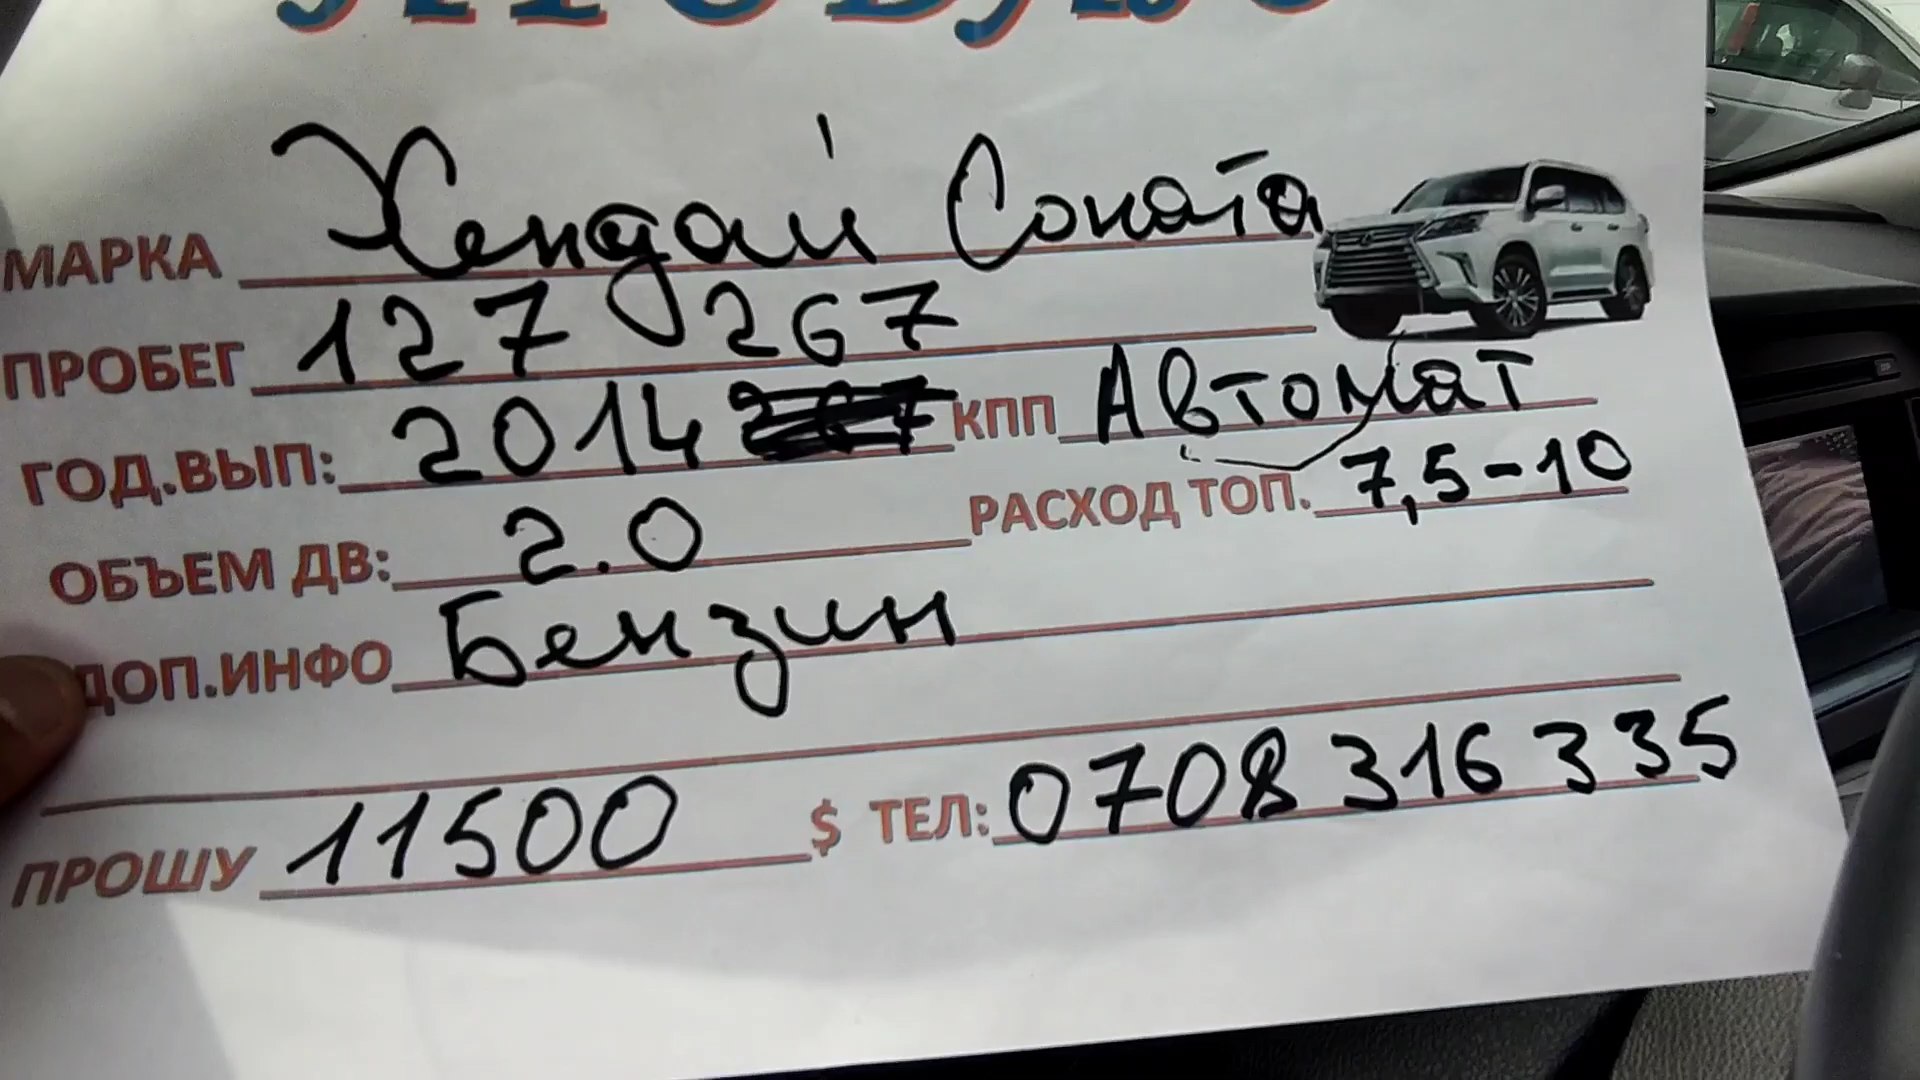 МАРКА Хендай Соната
ПРОБЕГ 127 267
ГОД.ВЫП: 2014 КПП Автомат
ОБЪЕМ ДВ: 2.0 РАСХОД ТОП. 7,5-10
ДОП.ИНФО Бензин
ПРОШУ 11500 $ ТЕЛ: 0708 316 335